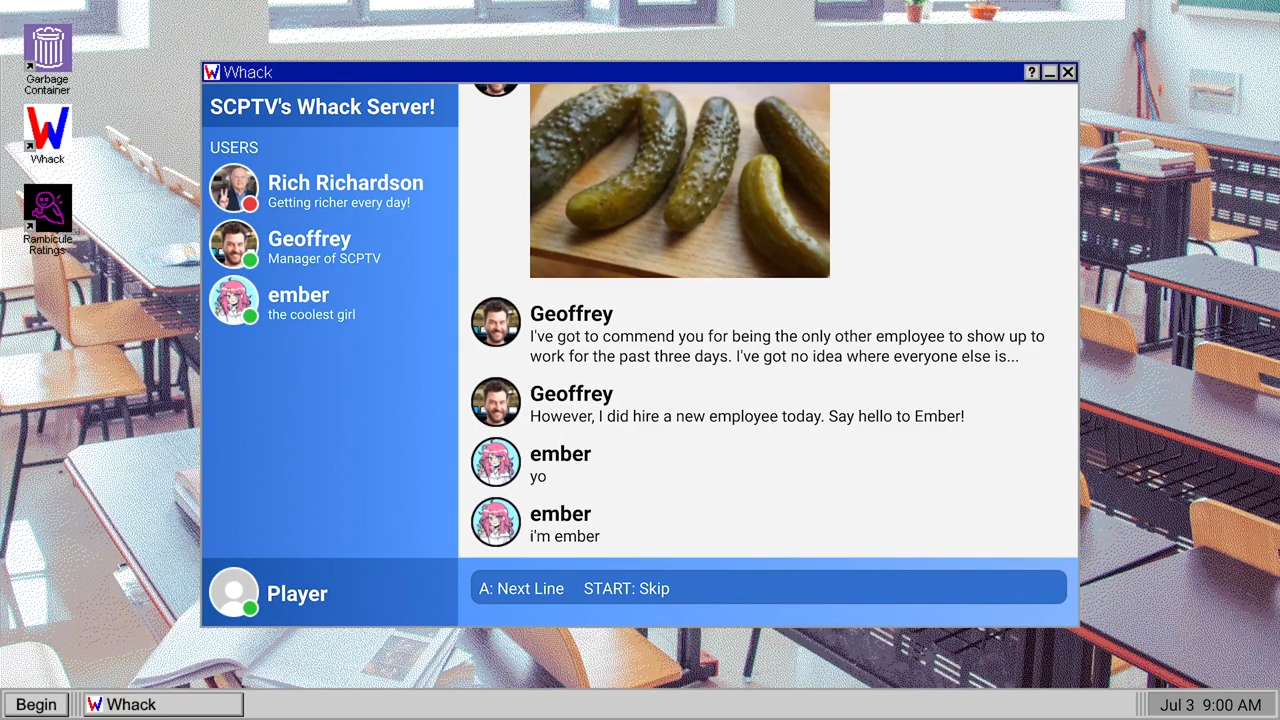 Garbage
Container
Whack
Rambicule
Ratings
Whack
SCPTV's Whack Server!
USERS
Rich Richardson
Getting richer every day!
Geoffrey
Manager of SCPTV
ember
the coolest girl
Player
Geoffrey
I've got to commend you for being the only other employee to show up to
work for the past three days. I've got no idea where everyone else is...
Geoffrey
However, I did hire a new employee today. Say hello to Ember!
ember
yo
ember
i'm ember
A: Next Line START: Skip
Begin
Whack
Jul 3 9:00 AM